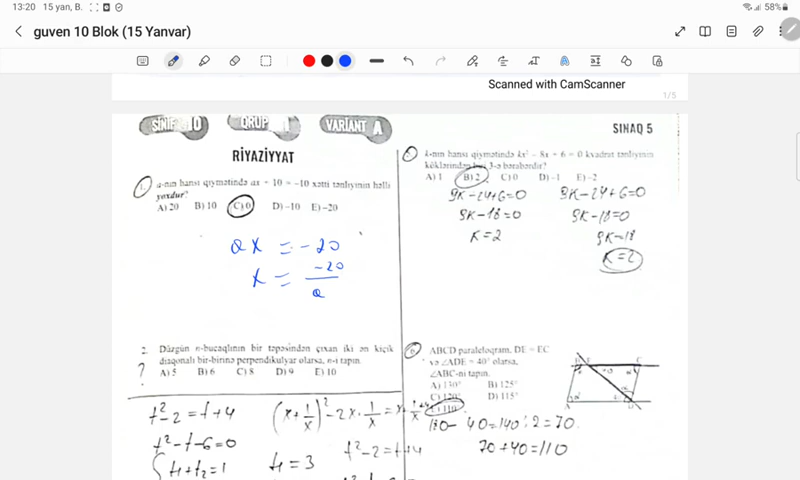 13:20 15 yan, B.
58%
guven 10 Blok (15 Yanvar)
Scanned with CamScanner
1/5
SİNİF 10 QRUP VARİANT A
SINAQ 5
RİYAZİYYAT
1. a-nın hansı qiymətində ax + 10 = -10 xətti tənliyinin həlli
yoxdur?
A) 20 B) 10 C) 0 D) -10 E) -20
ax = -20
x = -20/a
2. Düzgün n-bucaqlının bir təpəsindən çıxan iki ən kiçik
diaqonalı bir-birinə perpendikulyar olarsa, n-i tapın.
?
A) 5 B) 6 C) 8 D) 9 E) 10
t²-2=t+4
t²-t-6=0
t₁+t₂=1
(x+1/x)²-2x·1/x=x+1/x+4
t²-2=t+4
t₁=3
k-nın hansı qiymətində kx² - 8x + 6 = 0 kvadrat tənliyinin
köklərindən biri 3-ə bərabərdir?
A) 1 B) 2 C) 0 D) -1 E) -2
9K-24+6=0
9K-18=0
K=2
9K-24+6=0
9K-18=0
9K=18
K=2
6 ABCD paraleloqram, DE = EC
və ∠ADE = 40° olarsa,
∠ABC-ni tapın.
A) 130° B) 125°
C) 120° D) 115°
E) 110°
180-40=140:2=70
70+40=110